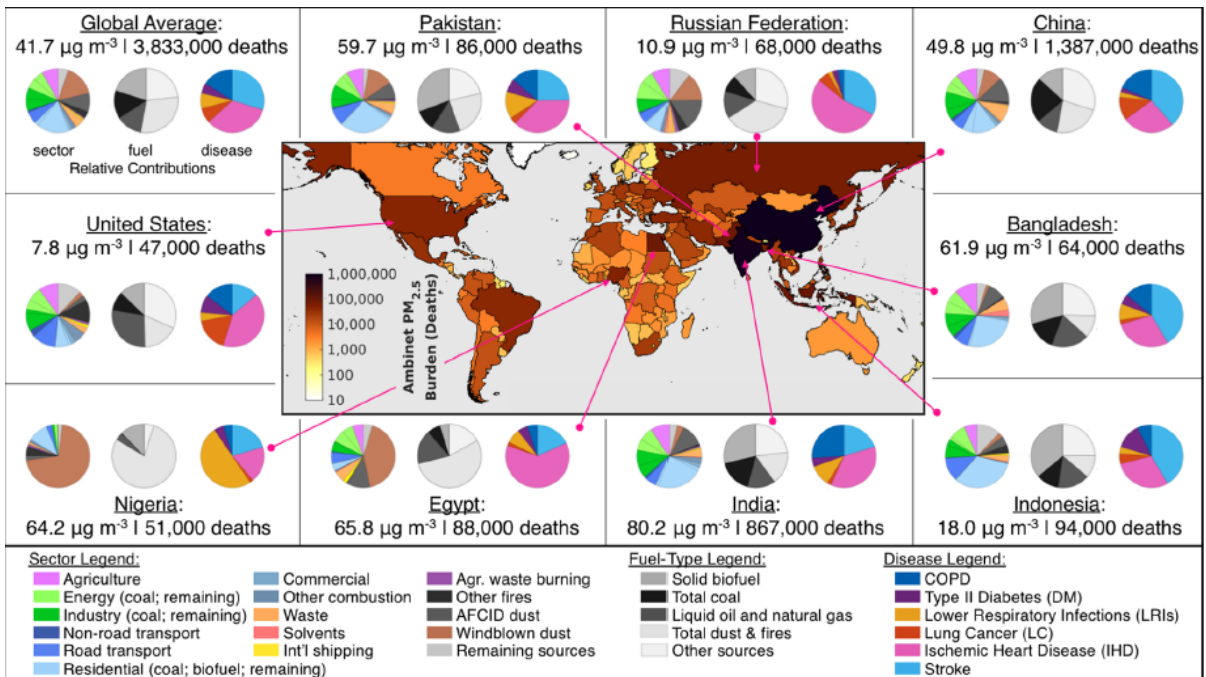 Global Average:
41.7 µg m⁻³ | 3,833,000 deaths
sector fuel disease
Relative Contributions
Pakistan:
59.7 µg m⁻³ | 86,000 deaths
Russian Federation:
10.9 µg m⁻³ | 68,000 deaths
China:
49.8 µg m⁻³ | 1,387,000 deaths
United States:
7.8 µg m⁻³ | 47,000 deaths
1,000,000
100,000
10,000
1,000
100
10
Ambinet PM2.5
Burden (Deaths)
Bangladesh:
61.9 µg m⁻³ | 64,000 deaths
Nigeria:
64.2 µg m⁻³ | 51,000 deaths
Egypt:
65.8 µg m⁻³ | 88,000 deaths
India:
80.2 µg m⁻³ | 867,000 deaths
Indonesia:
18.0 µg m⁻³ | 94,000 deaths
Sector Legend:
Agriculture
Energy (coal; remaining)
Industry (coal; remaining)
Non-road transport
Road transport
Residential (coal; biofuel; remaining)
Commercial
Other combustion
Waste
Solvents
Int'l shipping
Agr. waste burning
Other fires
AFCID dust
Windblown dust
Remaining sources
Fuel-Type Legend:
Solid biofuel
Total coal
Liquid oil and natural gas
Total dust & fires
Other sources
Disease Legend:
COPD
Type II Diabetes (DM)
Lower Respiratory Infections (LRIs)
Lung Cancer (LC)
Ischemic Heart Disease (IHD)
Stroke